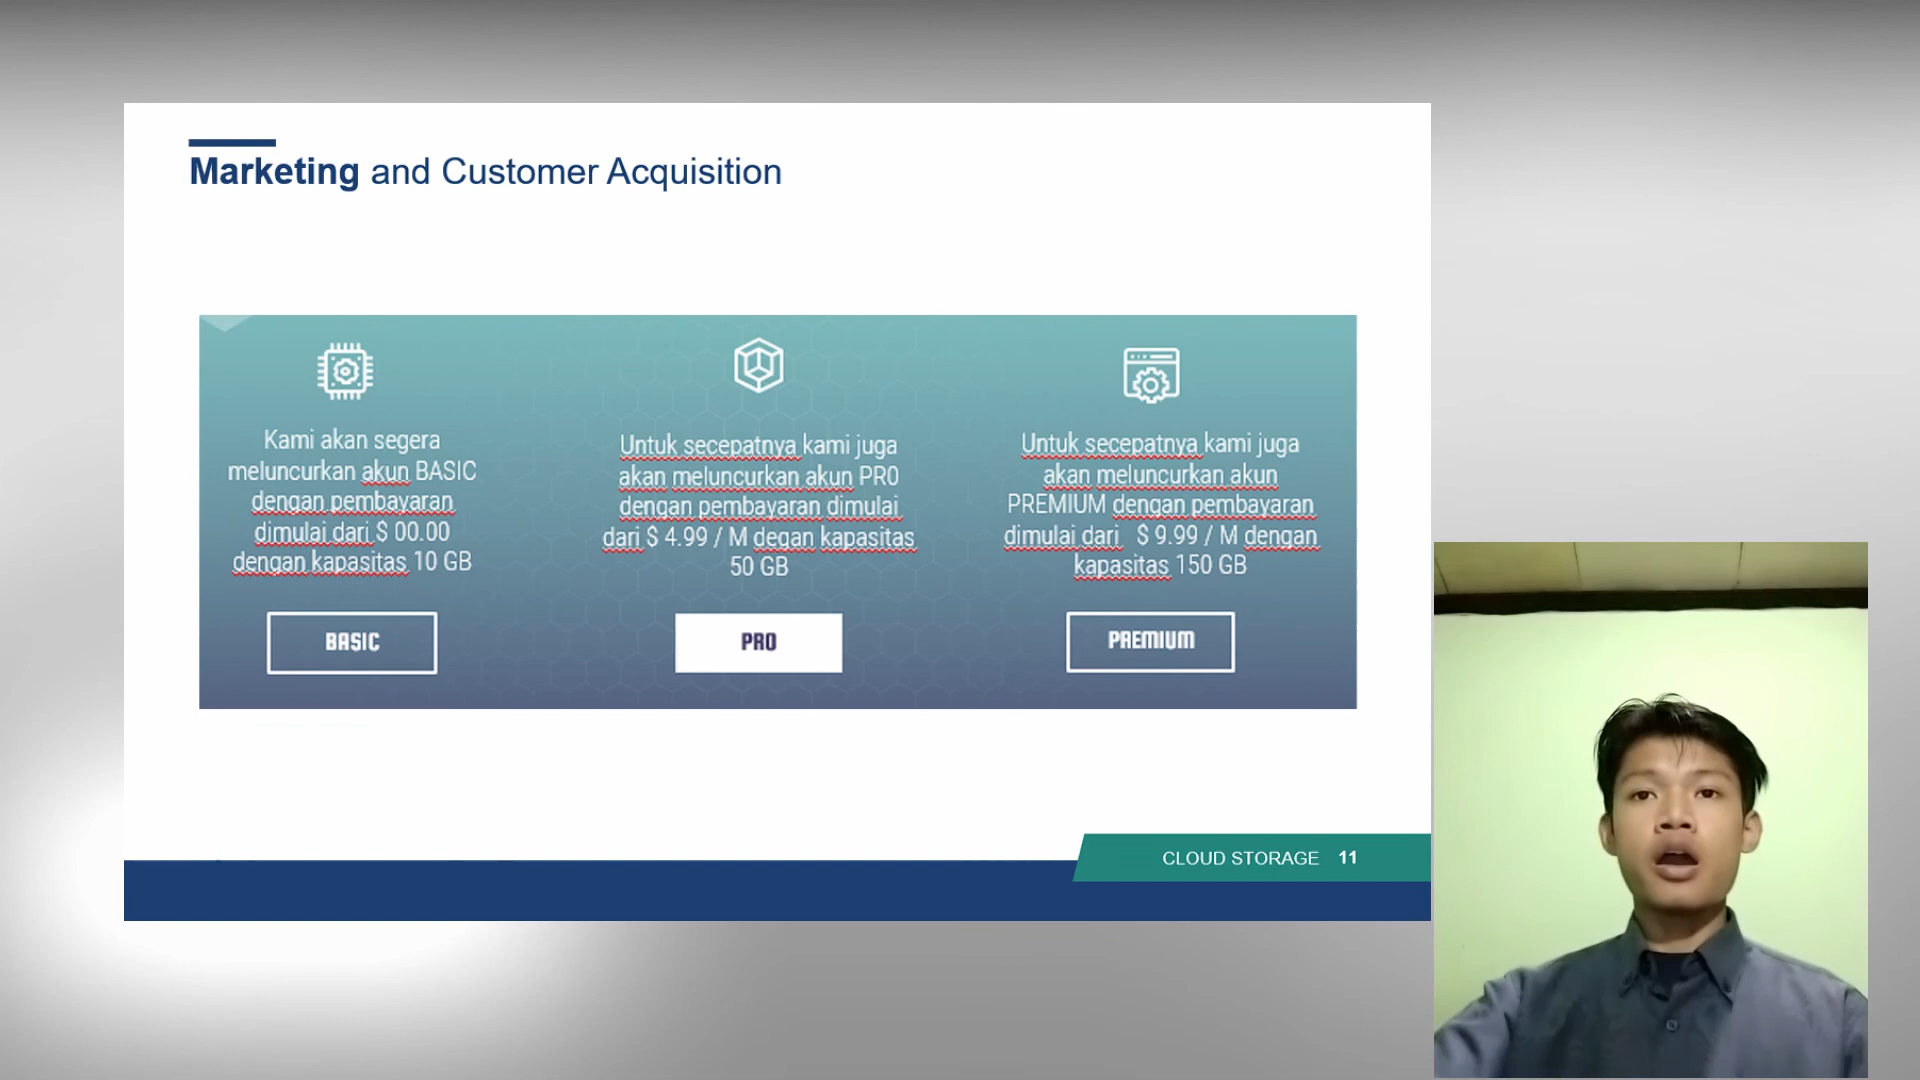 Marketing and Customer Acquisition
Kami akan segera
meluncurkan akun BASIC
dengan pembayaran
dimulai dari $ 00.00
dengan kapasitas 10 GB
BASIC
Untuk secepatnya kami juga
akan meluncurkan akun PRO
dengan pembayaran dimulai
dari $ 4.99 / M degan kapasitas
50 GB
PRO
Untuk secepatnya kami juga
akan meluncurkan akun
PREMIUM dengan pembayaran
dimulai dari $ 9.99 / M dengan
kapasitas 150 GB
PREMIUM
CLOUD STORAGE 11